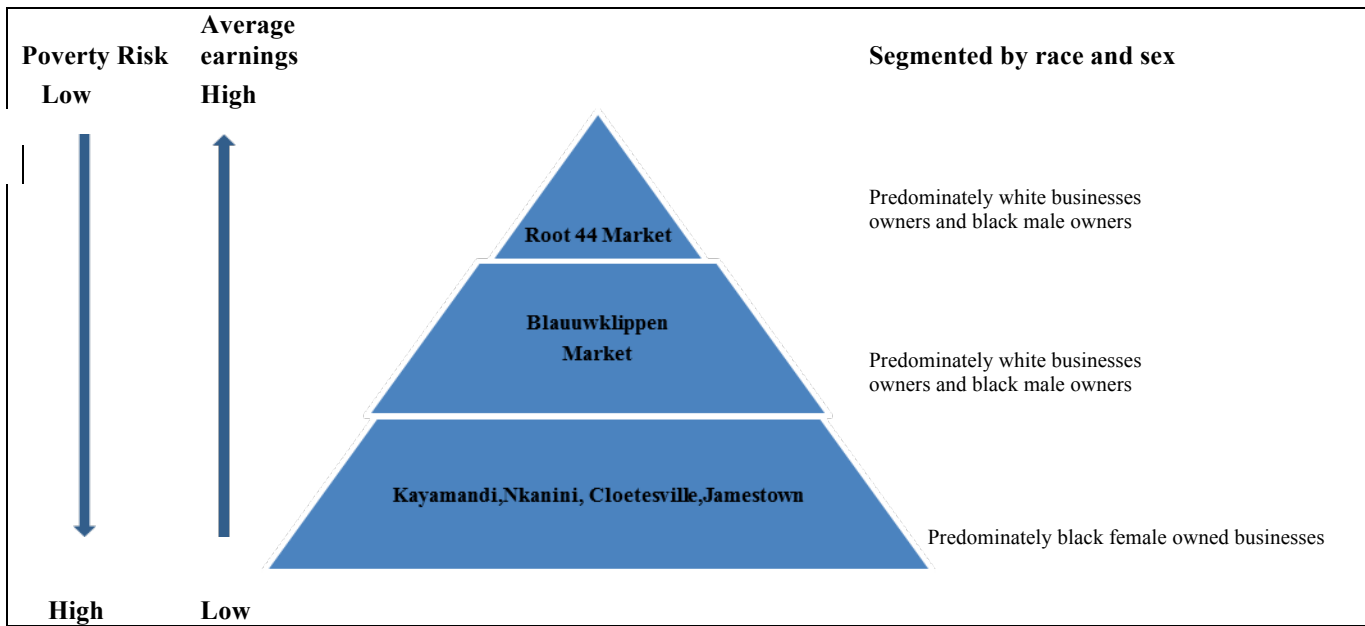 Poverty Risk
Average
earnings
Segmented by race and sex
Low
High
Predominately white businesses
owners and black male owners
Root 44 Market
Blauuwklippen
Market
Predominately white businesses
owners and black male owners
Kayamandi,Nkanini, Cloetesville,Jamestown
Predominately black female owned businesses
High
Low